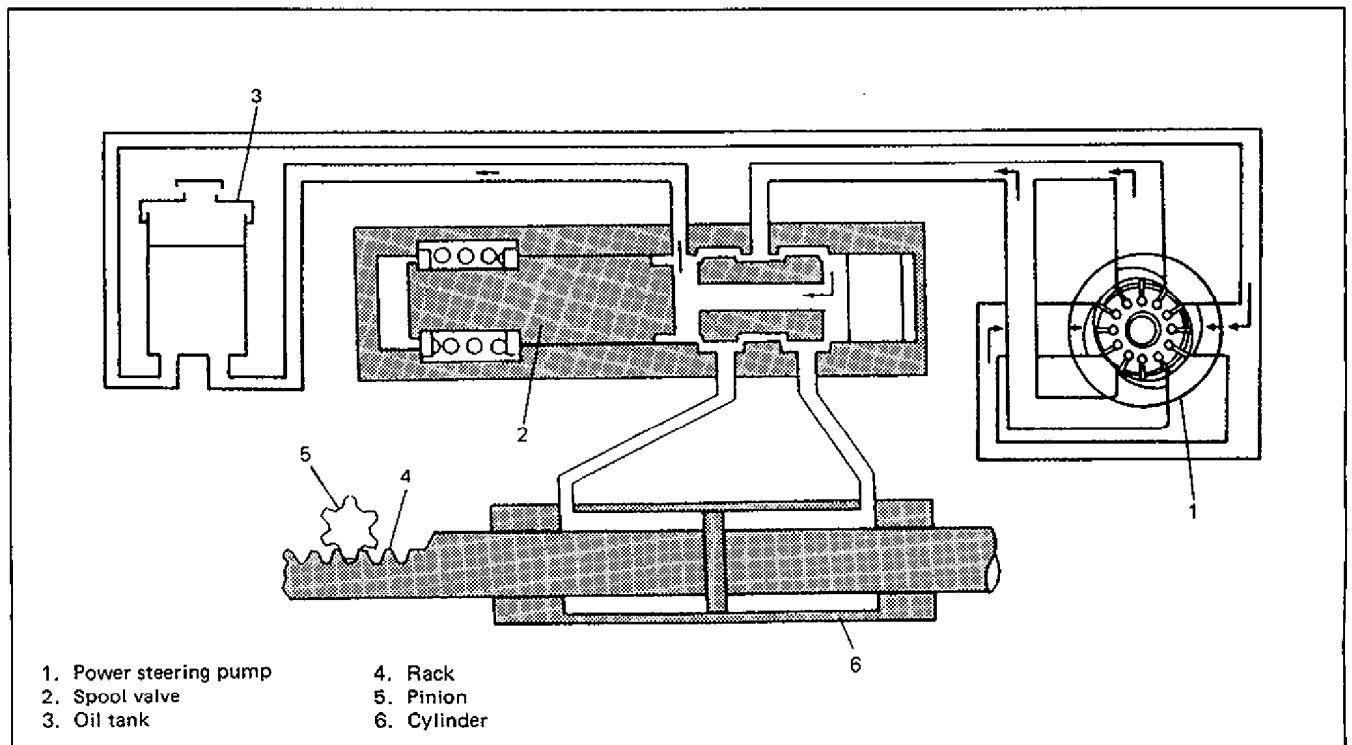 3
2
5
4
1
6
1. Power steering pump
2. Spool valve
3. Oil tank
4. Rack
5. Pinion
6. Cylinder